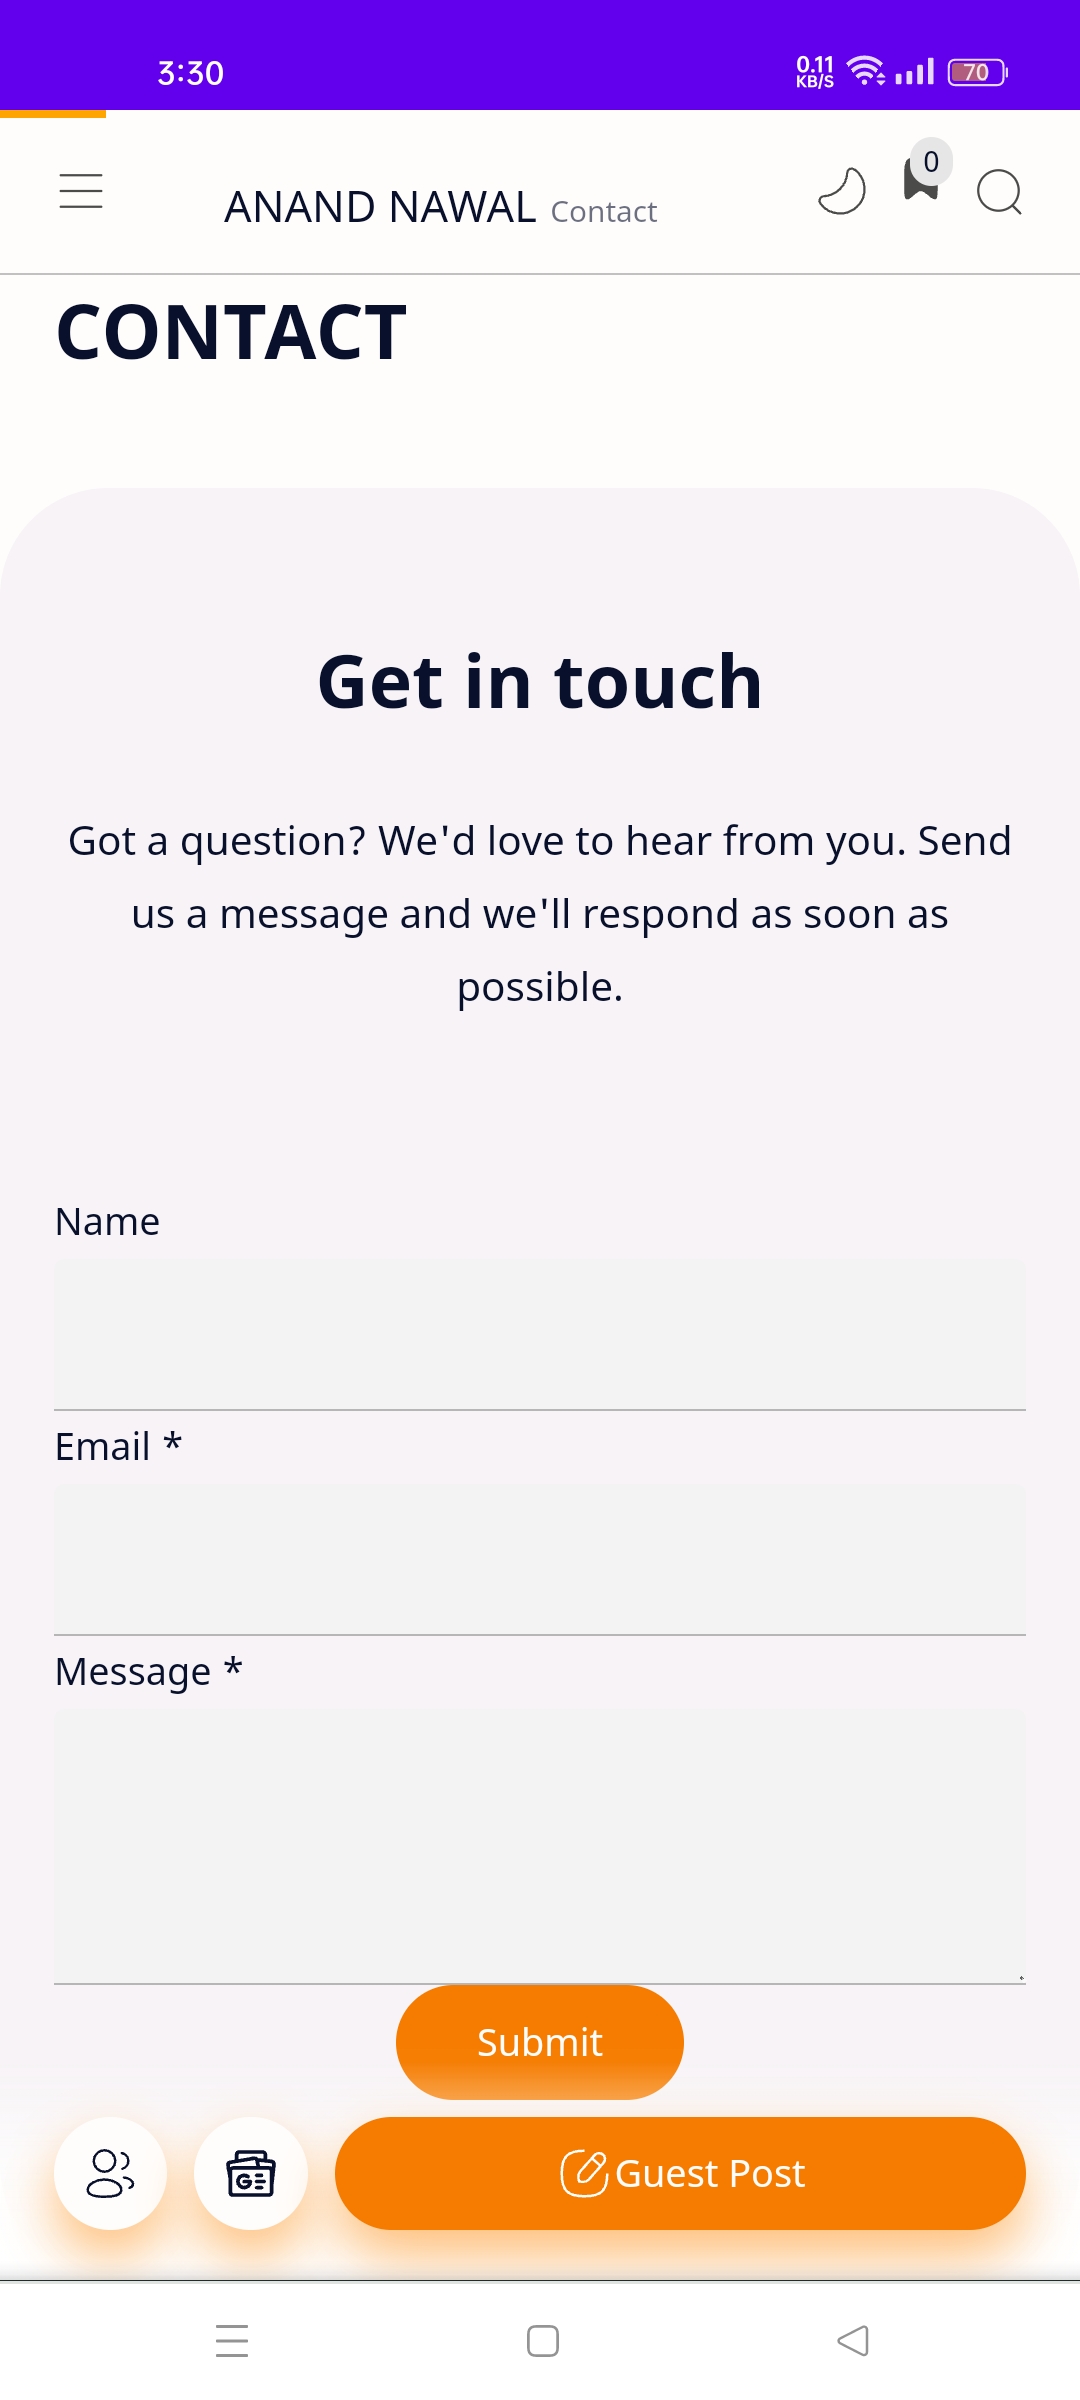 3:30
0.11
KB/S
70
ANAND NAWAL Contact
0
CONTACT
Get in touch
Got a question? We'd love to hear from you. Send
us a message and we'll respond as soon as
possible.
Name
Email *
Message *
Submit
G
Guest Post